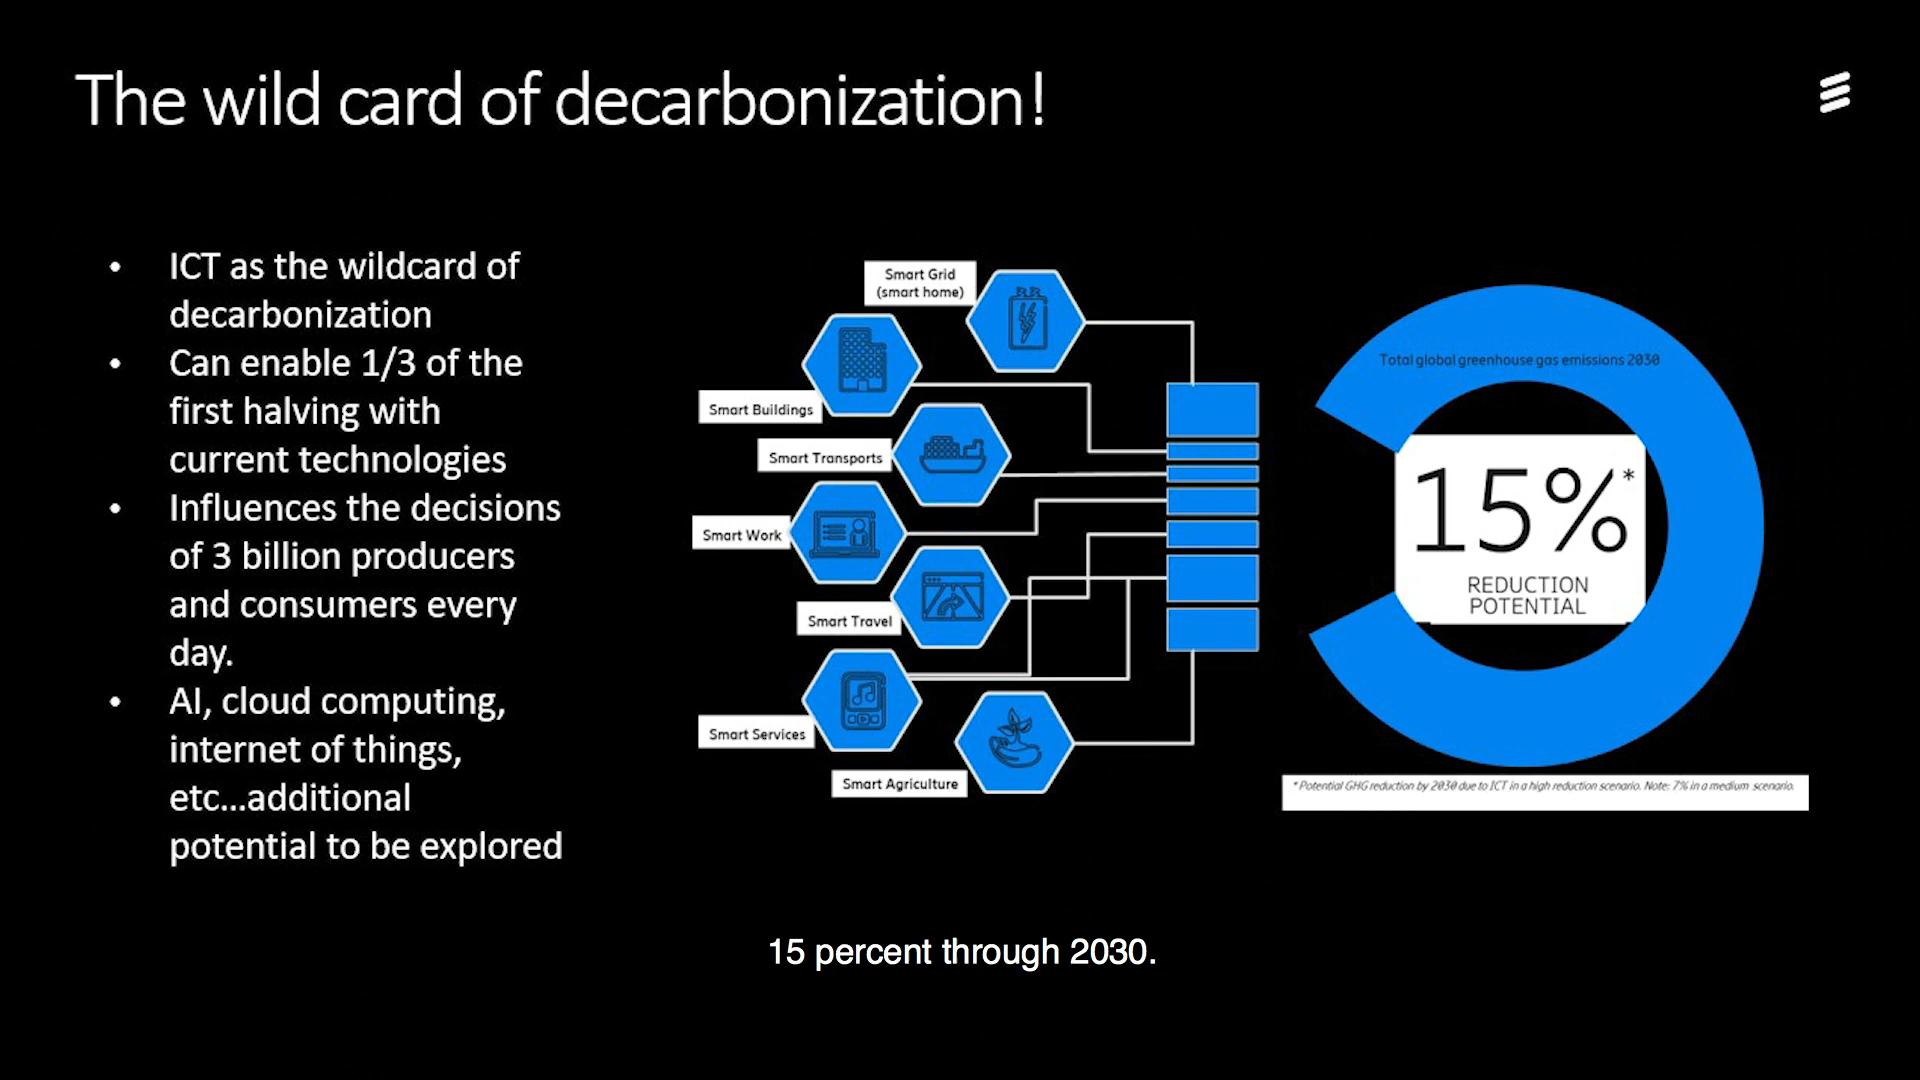 The wild card of decarbonization!
• ICT as the wildcard of
decarbonization
• Can enable 1/3 of the
first halving with
current technologies
• Influences the decisions
of 3 billion producers
and consumers every
day.
• AI, cloud computing,
internet of things,
etc...additional
potential to be explored
Smart Grid
(smart home)
Smart Buildings
Smart Transports
Smart Work
Smart Travel
Smart Services
Smart Agriculture
Total global greenhouse gas emissions 2030
15%*
REDUCTION
POTENTIAL
* Potential GHG reduction by 2030 due to ICT in a high reduction scenario. Note: 7% in a medium scenario.
15 percent through 2030.